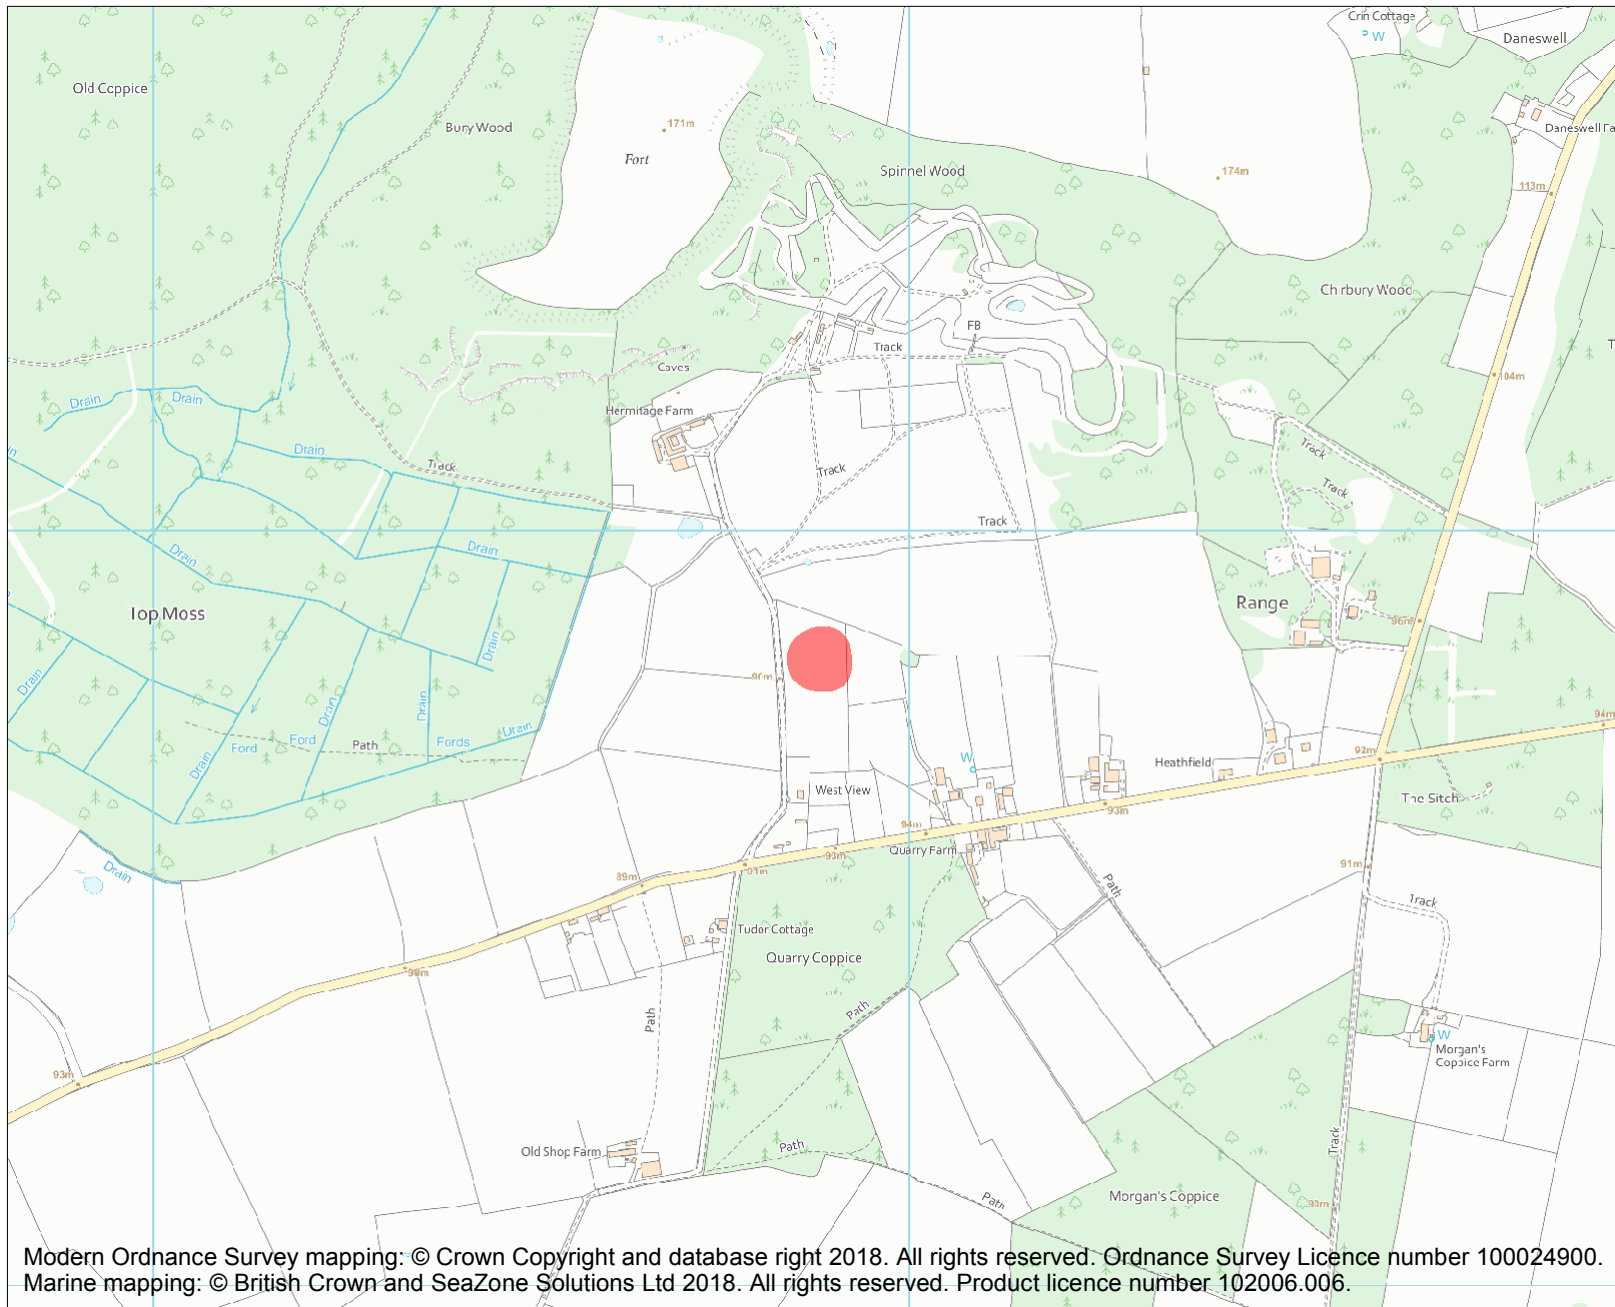 Crin Cottage
W
Daneswell
Old Coppice
Bury Wood
171m
Fort
Spinnel Wood
174m
Daneswell Fa
113m
Chirbury Wood
FB
Track
Caves
104m
Drain
Drain
Hermitage Farm
Drain
Track
Track
Track
Track
Track
Drain
Drain
Top Moss
Range
96m
Drain
Drain
90m
Drain
Drain
Drain
Ford
Ford
Path
Fords
Drain
94m
92m
W
Heathfield
West View
The Sitch
93m
94m
93m
Quarry Farm
91m
91m
Drain
89m
Path
Track
Tudor Cottage
Quarry Coppice
90m
Path
Path
W
Morgan's
Coppice Farm
93m
Old Shop Farm
Path
Track
Morgan's Coppice
Path
93m
Modern Ordnance Survey mapping: © Crown Copyright and database right 2018. All rights reserved. Ordnance Survey Licence number 100024900.
Marine mapping: © British Crown and SeaZone Solutions Ltd 2018. All rights reserved. Product licence number 102006.006.